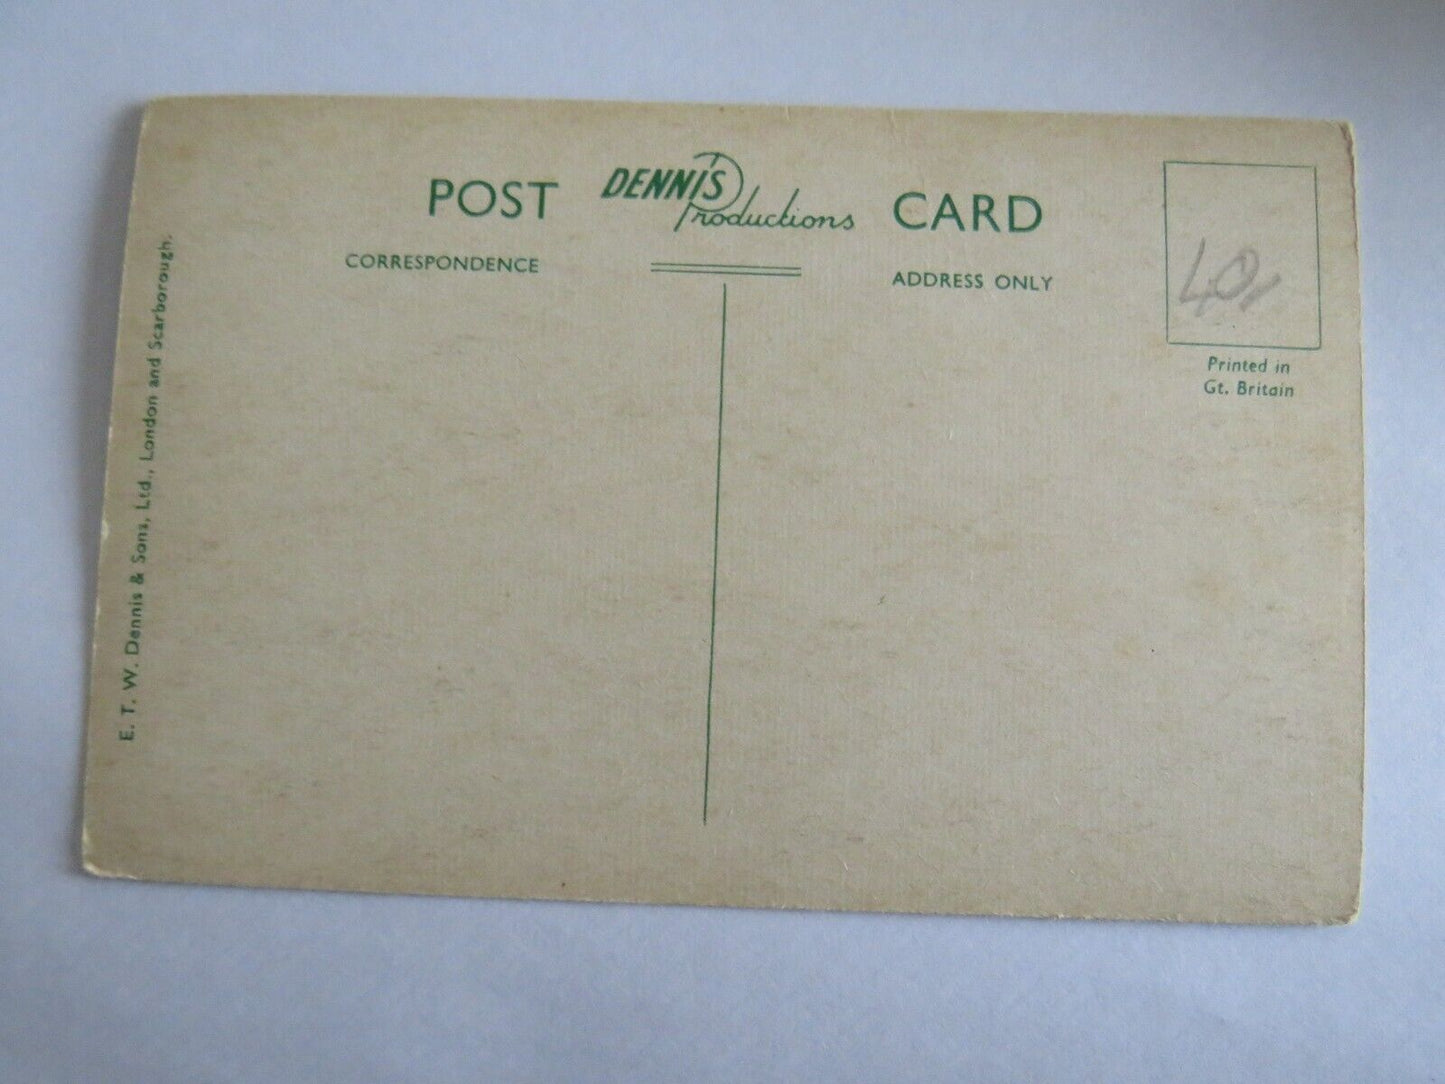 POST DENNIS Productions CARD
CORRESPONDENCE
ADDRESS ONLY
40
Printed in
Gt. Britain
E. T. W. Dennis & Sons, Ltd., London and Scarborough.